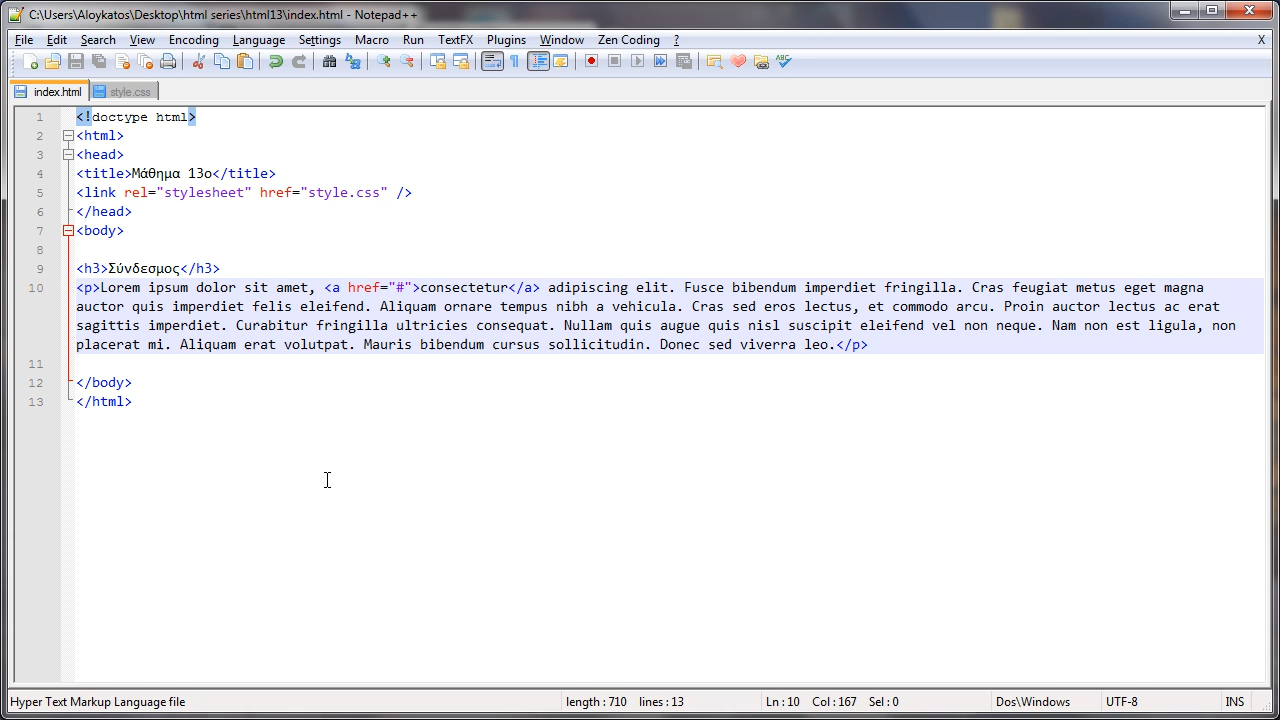 C:\Users\Aloykatos\Desktop\html series\html13\index.html - Notepad++
File Edit Search View Encoding Language Settings Macro Run TextFX Plugins Window Zen Coding ? X
index.html style.css
1 <!doctype html>
2 <html>
3 <head>
4 <title>Μάθημα 13ο</title>
5 <link rel="stylesheet" href="style.css" />
6 </head>
7 <body>
8
9 <h3>Σύνδεσμος</h3>
10 <p>Lorem ipsum dolor sit amet, <a href="#">consectetur</a> adipiscing elit. Fusce bibendum imperdiet fringilla. Cras feugiat metus eget magna
auctor quis imperdiet felis eleifend. Aliquam ornare tempus nibh a vehicula. Cras sed eros lectus, et commodo arcu. Proin auctor lectus ac erat
sagittis imperdiet. Curabitur fringilla ultricies consequat. Nullam quis augue quis nisl suscipit eleifend vel non neque. Nam non est ligula, non
placerat mi. Aliquam erat volutpat. Mauris bibendum cursus sollicitudin. Donec sed viverra leo.</p>
11
12 </body>
13 </html>
Hyper Text Markup Language file length : 710 lines : 13 Ln : 10 Col : 167 Sel : 0 Dos\Windows UTF-8 INS